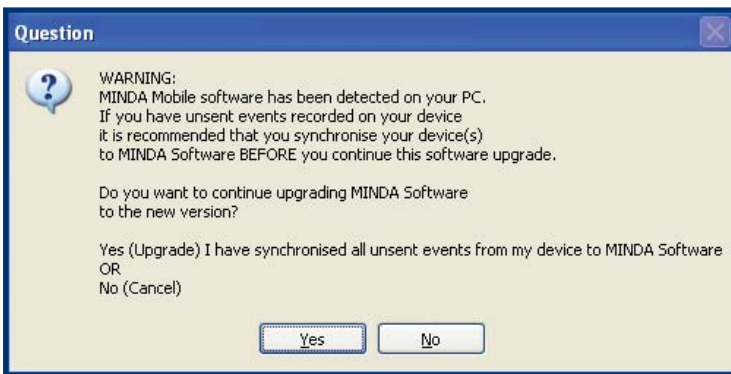 Question
WARNING:
MINDA Mobile software has been detected on your PC.
If you have unsent events recorded on your device
it is recommended that you synchronise your device(s)
to MINDA Software BEFORE you continue this software upgrade.
Do you want to continue upgrading MINDA Software
to the new version?
Yes (Upgrade) I have synchronised all unsent events from my device to MINDA Software
OR
No (Cancel)
Yes No